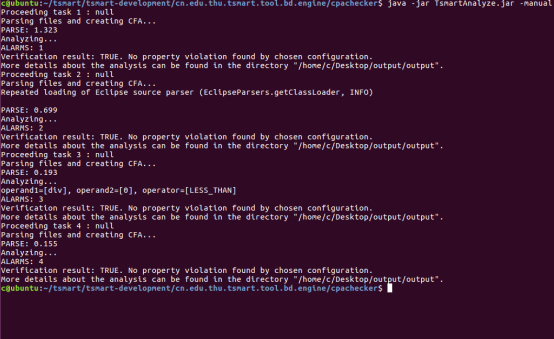 c@ubuntu:~/tsmart/tsmart-development/cn.edu.thu.tsmart.tool.bd.engine/cpachecker$ java -jar TsmartAnalyze.jar -manual
Proceeding task 1 : null
Parsing files and creating CFA...
PARSE: 1.323
Analyzing...
ALARMS: 1
Verification result: TRUE. No property violation found by chosen configuration.
More details about the analysis can be found in the directory "/home/c/Desktop/output/output".
Proceeding task 2 : null
Parsing files and creating CFA...
Repeated loading of Eclipse source parser (EclipseParsers.getClassLoader, INFO)
PARSE: 0.699
Analyzing...
ALARMS: 2
Verification result: TRUE. No property violation found by chosen configuration.
More details about the analysis can be found in the directory "/home/c/Desktop/output/output".
Proceeding task 3 : null
Parsing files and creating CFA...
PARSE: 0.193
Analyzing...
operand1=[div], operand2=[0], operator=[LESS_THAN]
ALARMS: 3
Verification result: TRUE. No property violation found by chosen configuration.
More details about the analysis can be found in the directory "/home/c/Desktop/output/output".
Proceeding task 4 : null
Parsing files and creating CFA...
PARSE: 0.155
Analyzing...
ALARMS: 4
Verification result: TRUE. No property violation found by chosen configuration.
More details about the analysis can be found in the directory "/home/c/Desktop/output/output".
c@ubuntu:~/tsmart/tsmart-development/cn.edu.thu.tsmart.tool.bd.engine/cpachecker$